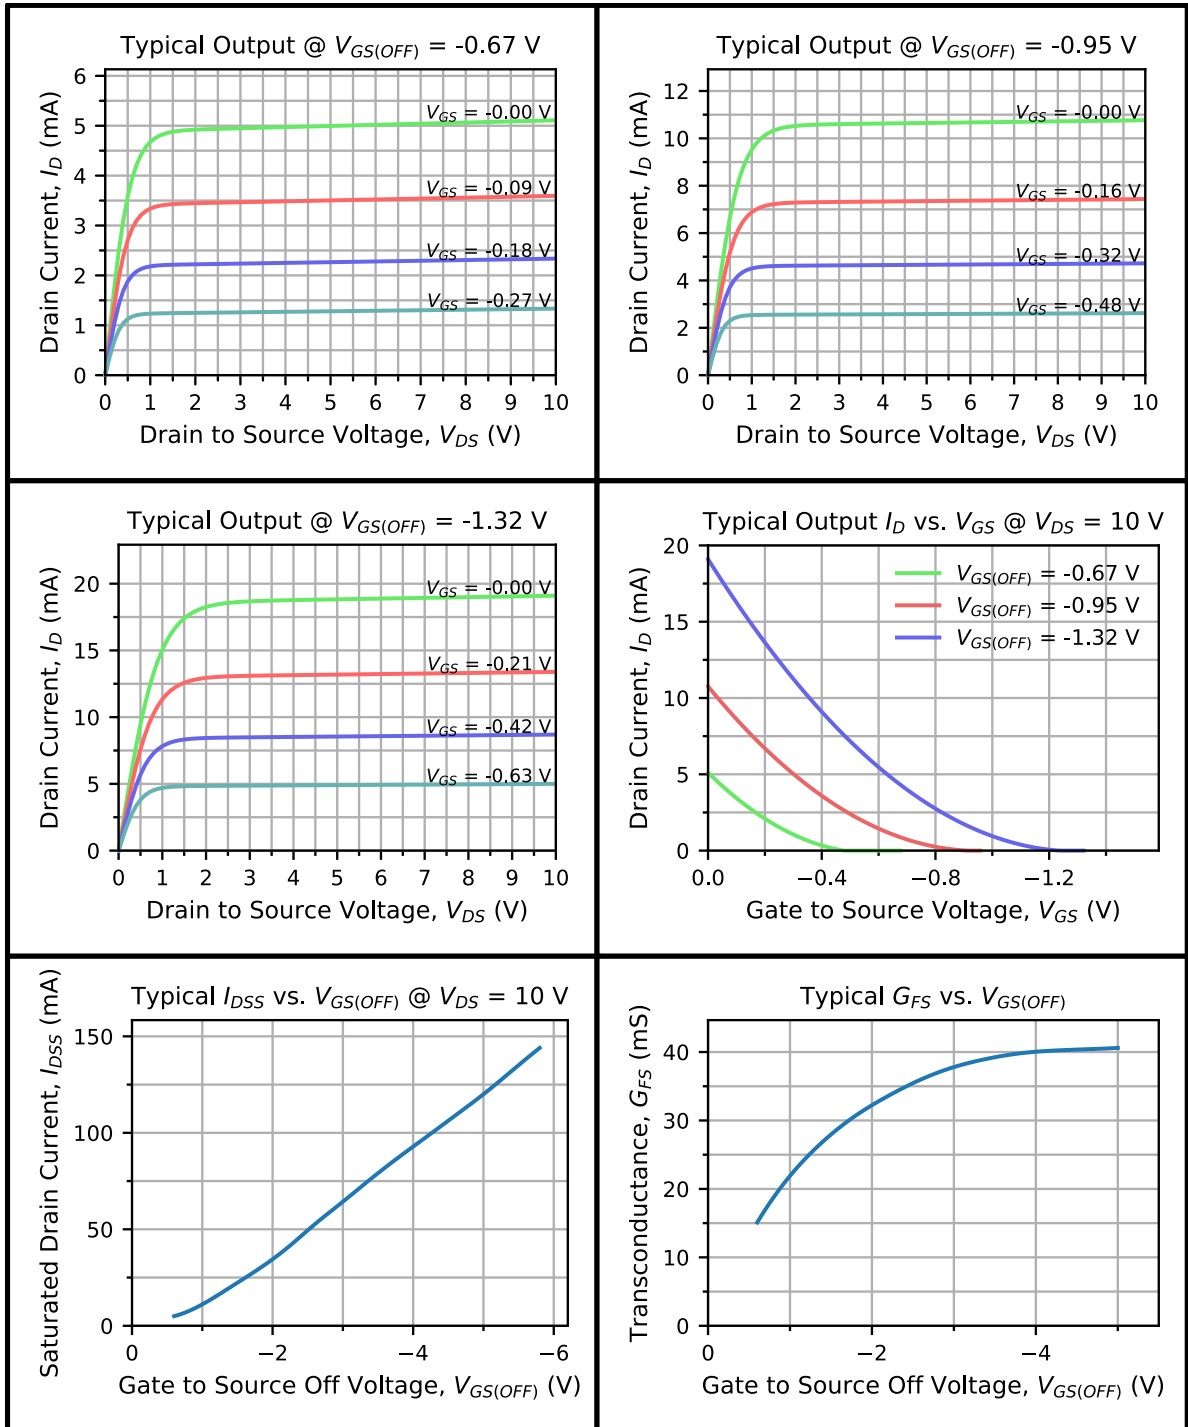 Typical Output @ V_GS(OFF) = -0.67 V
Drain Current, I_D (mA)
6
5
4
3
2
1
0
V_GS = -0.00 V
V_GS = -0.09 V
V_GS = -0.18 V
V_GS = -0.27 V
0 1 2 3 4 5 6 7 8 9 10
Drain to Source Voltage, V_DS (V)
Typical Output @ V_GS(OFF) = -0.95 V
Drain Current, I_D (mA)
12
10
8
6
4
2
0
V_GS = -0.00 V
V_GS = -0.16 V
V_GS = -0.32 V
V_GS = -0.48 V
0 1 2 3 4 5 6 7 8 9 10
Drain to Source Voltage, V_DS (V)
Typical Output @ V_GS(OFF) = -1.32 V
Drain Current, I_D (mA)
20
15
10
5
0
V_GS = -0.00 V
V_GS = -0.21 V
V_GS = -0.42 V
V_GS = -0.63 V
0 1 2 3 4 5 6 7 8 9 10
Drain to Source Voltage, V_DS (V)
Typical Output I_D vs. V_GS @ V_DS = 10 V
Drain Current, I_D (mA)
20
15
10
5
0
V_GS(OFF) = -0.67 V
V_GS(OFF) = -0.95 V
V_GS(OFF) = -1.32 V
0.0 −0.4 −0.8 −1.2
Gate to Source Voltage, V_GS (V)
Typical I_DSS vs. V_GS(OFF) @ V_DS = 10 V
Saturated Drain Current, I_DSS (mA)
150
100
50
0
0 −2 −4 −6
Gate to Source Off Voltage, V_GS(OFF) (V)
Typical G_FS vs. V_GS(OFF)
Transconductance, G_FS (mS)
40
30
20
10
0
0 −2 −4
Gate to Source Off Voltage, V_GS(OFF) (V)